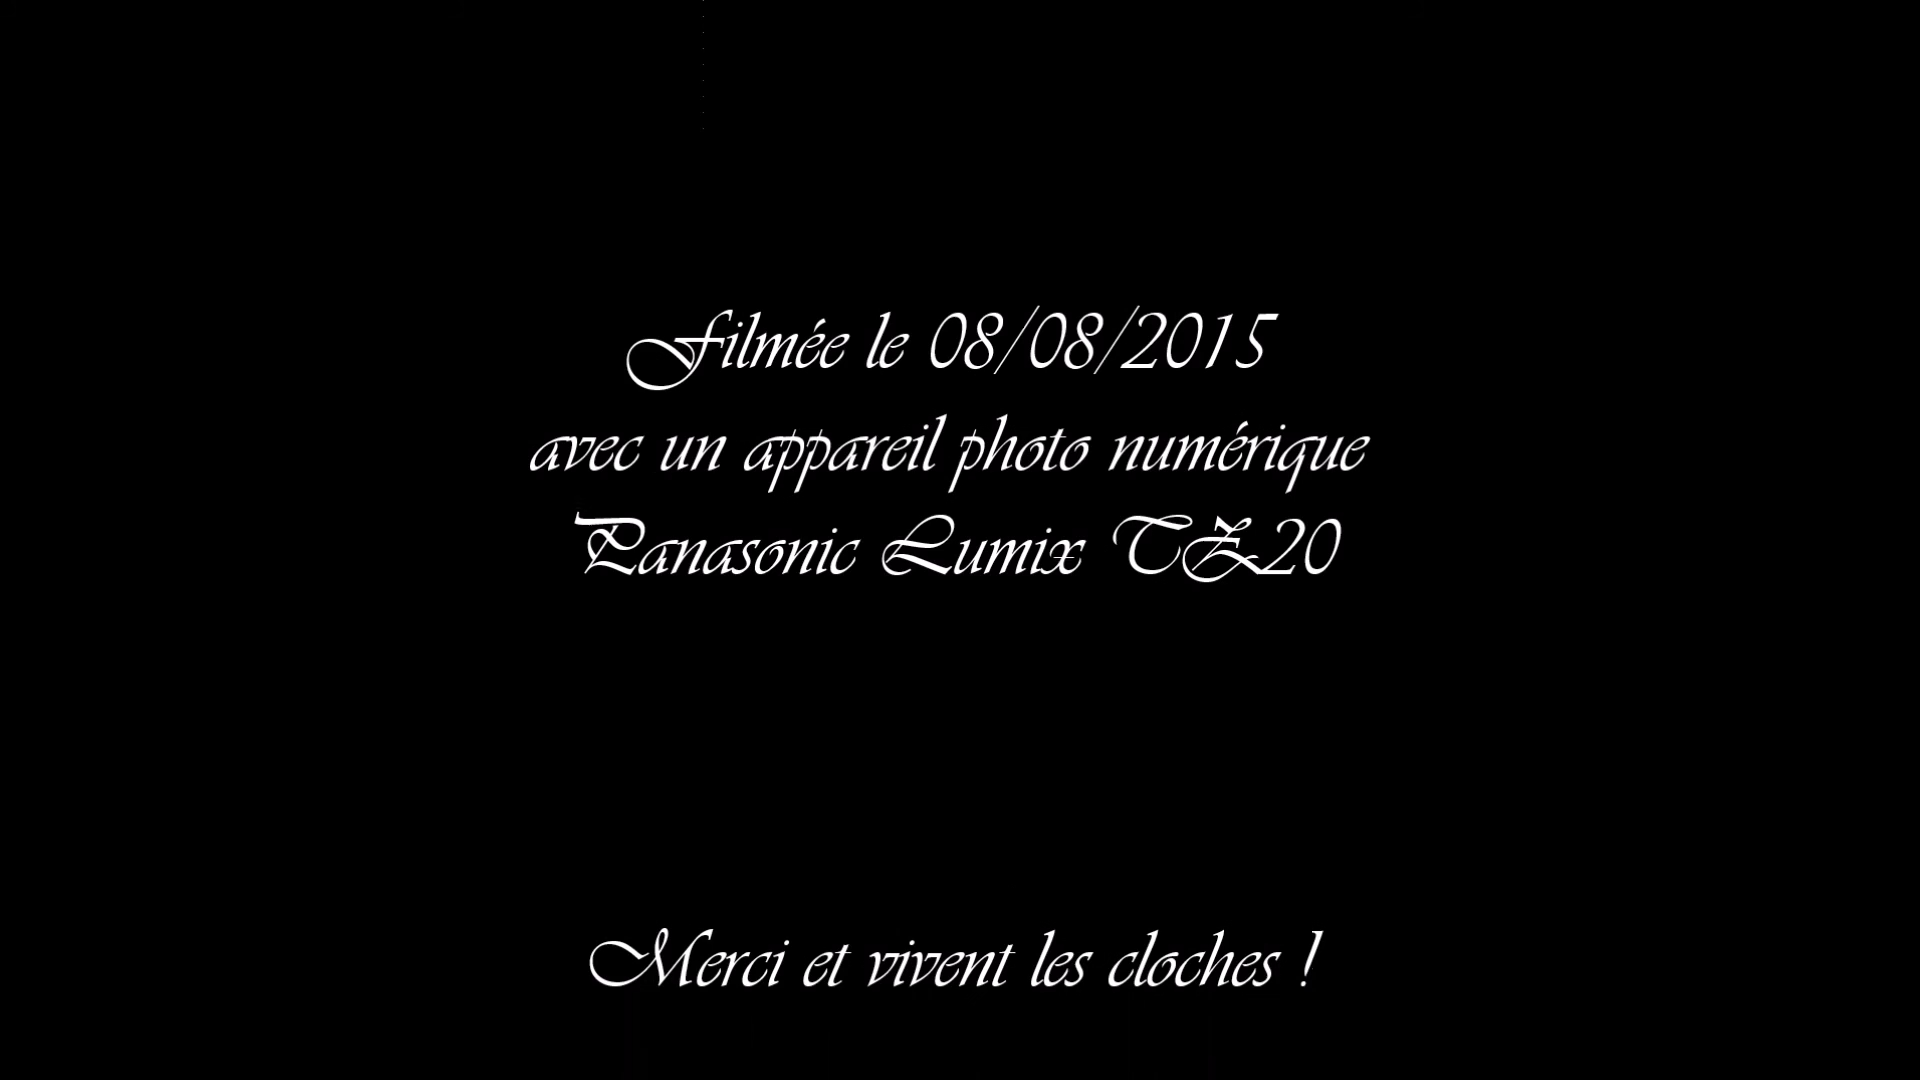 Filmée le 08/08/2015
avec un appareil photo numérique
Panasonic Lumix TZ20
Merci et vivent les cloches !